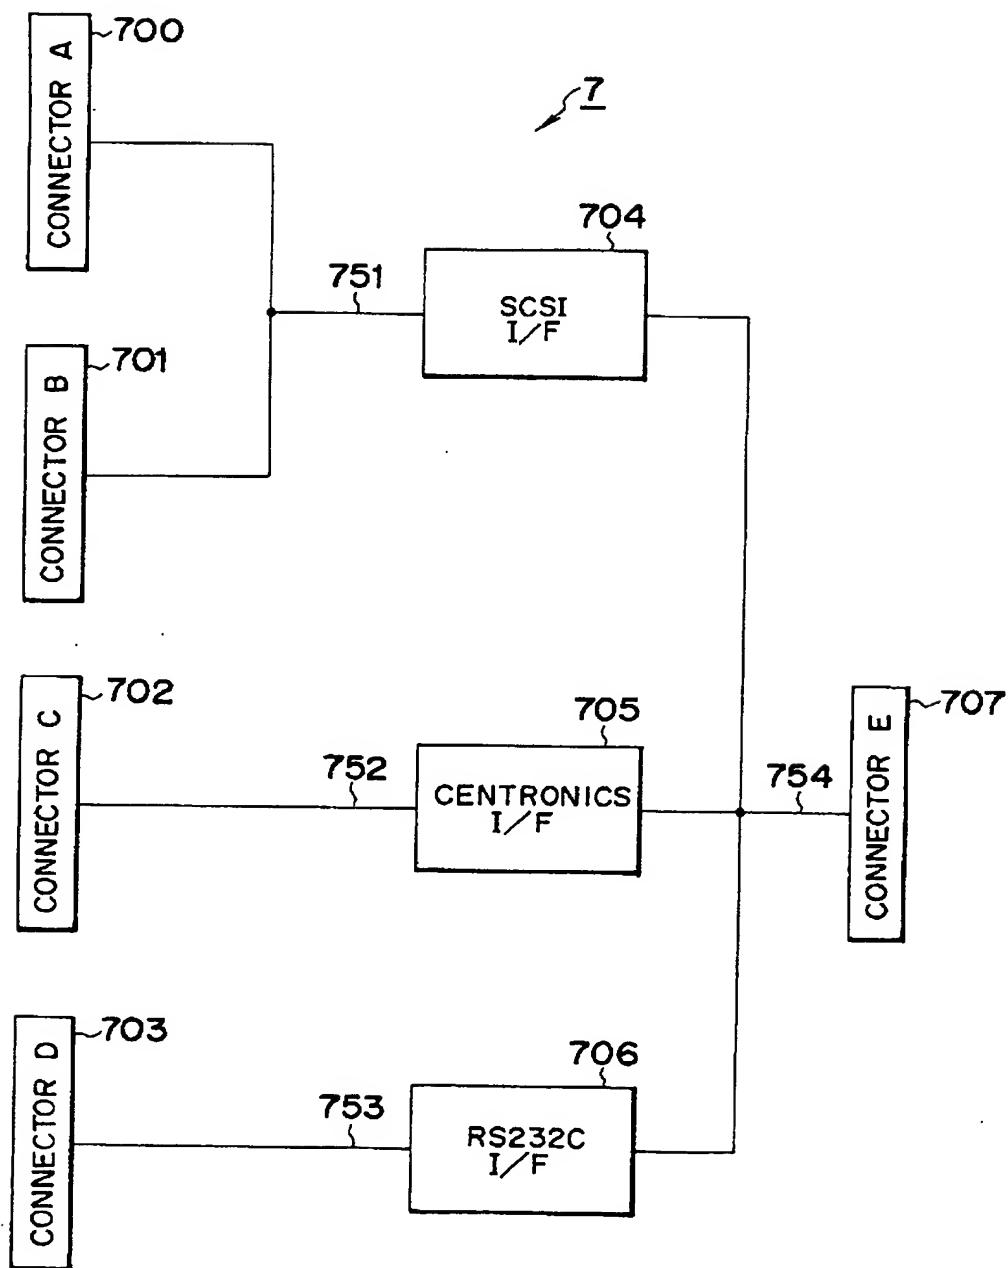 700
CONNECTOR A
7
704
751
SCSI
I/F
701
CONNECTOR B
702
CONNECTOR C
705
707
752
CENTRONICS
I/F
754
CONNECTOR E
703
CONNECTOR D
706
753
RS232C
I/F